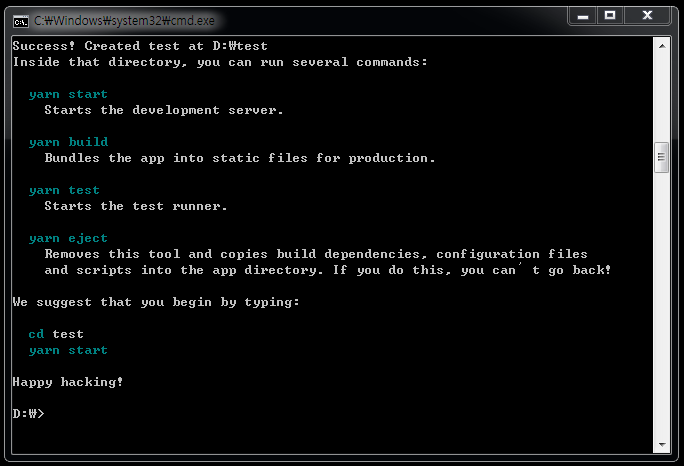 C:₩Windows₩system32₩cmd.exe
Success! Created test at D:₩test
Inside that directory, you can run several commands:
yarn start
Starts the development server.
yarn build
Bundles the app into static files for production.
yarn test
Starts the test runner.
yarn eject
Removes this tool and copies build dependencies, configuration files
and scripts into the app directory. If you do this, you can´t go back!
We suggest that you begin by typing:
cd test
yarn start
Happy hacking!
D:₩>